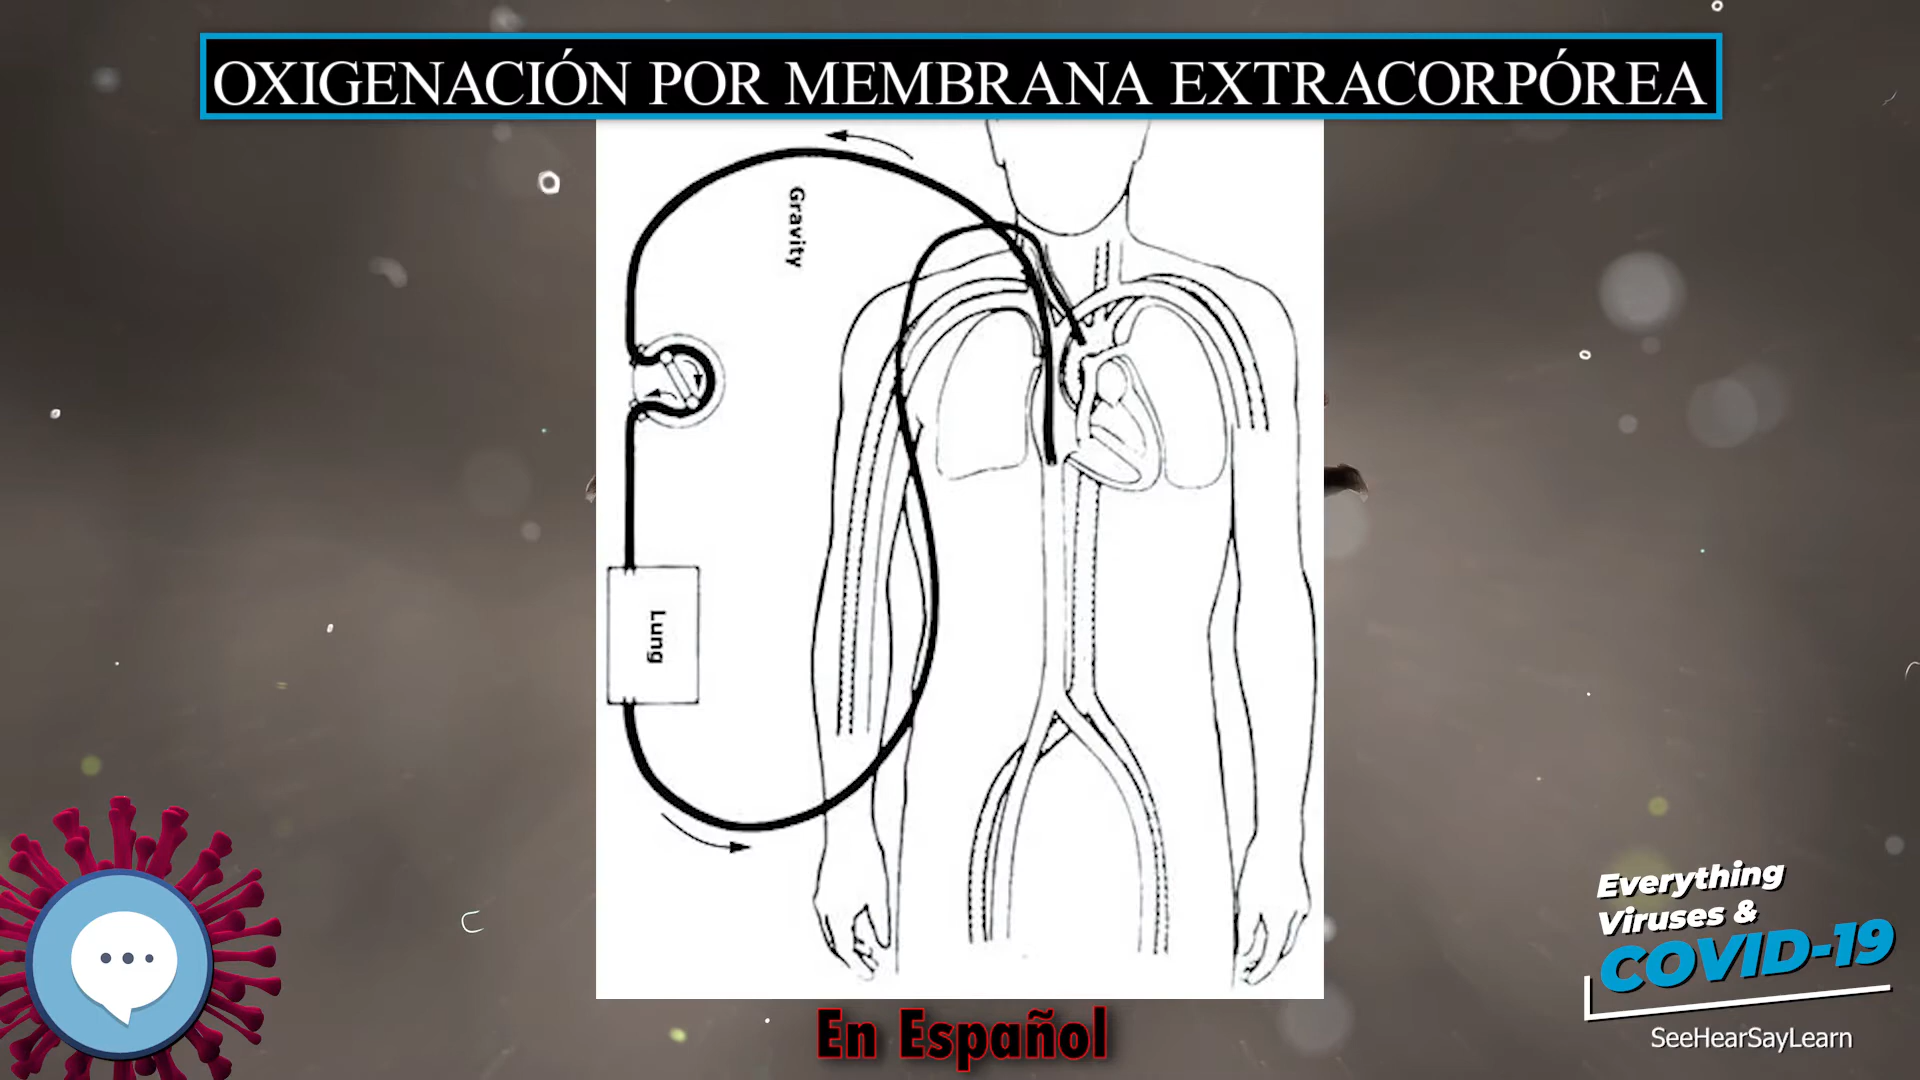 OXIGENACIÓN POR MEMBRANA EXTRACORPÓREA
Gravity
Lung
Everything
Viruses &
COVID-19
SeeHearSayLearn
En Español